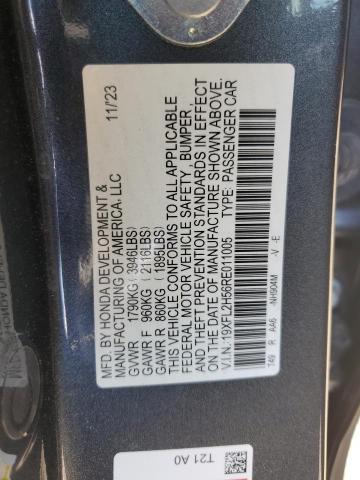 MFD. BY HONDA DEVELOPMENT & 11/23
MANUFACTURING OF AMERICA, LLC
GVWR 1790KG (3946LBS)
GAWR F 960KG (2116LBS)
GAWR R 860KG (1895LBS)
THIS VEHICLE CONFORMS TO ALL APPLICABLE
FEDERAL MOTOR VEHICLE SAFETY, BUMPER,
AND THEFT PREVENTION STANDARDS IN EFFECT
ON THE DATE OF MANUFACTURE SHOWN ABOVE.
V.I.N.: 19XFL2H56RE011005 TYPE: PASSENGER CAR
T49 R AA6 -NH904M -V -E
T21 A0